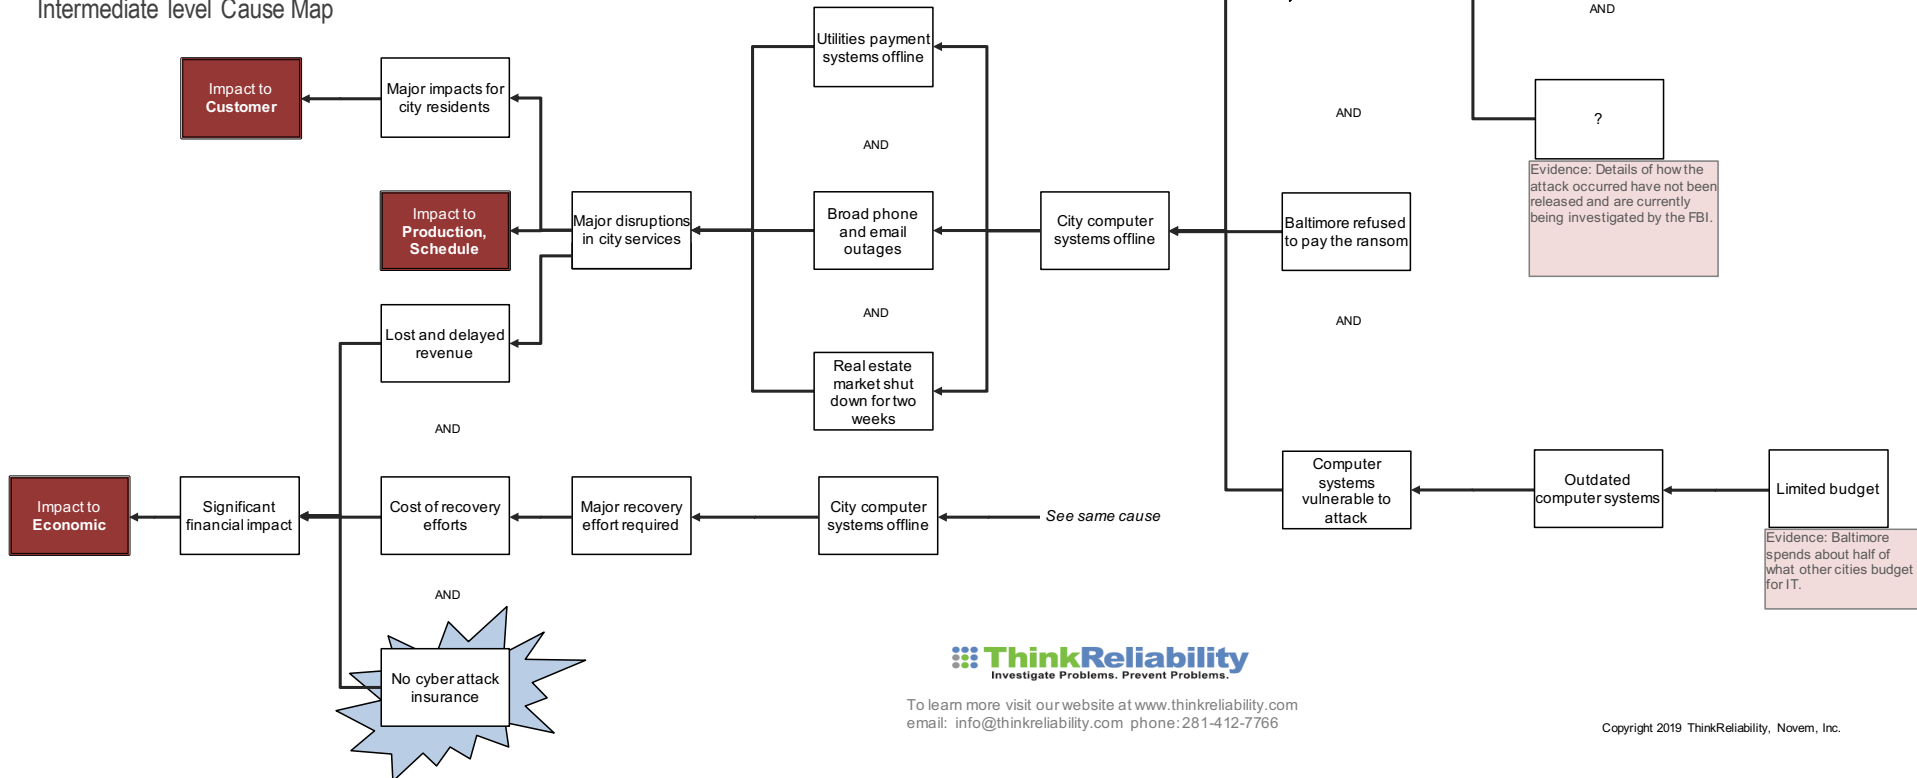 Intermediate level Cause Map
AND
Utilities payment
systems offline
Impact to
Customer
Major impacts for
city residents
AND
?
AND
Evidence: Details of how the
attack occurred have not been
released and are currently
being investigated by the FBI.
Impact to
Production,
Schedule
Major disruptions
in city services
Broad phone
and email
outages
City computer
systems offline
Baltimore refused
to pay the ransom
AND
AND
Lost and delayed
revenue
Real estate
market shut
down for two
weeks
AND
Impact to
Economic
Significant
financial impact
Cost of recovery
efforts
Major recovery
effort required
City computer
systems offline
See same cause
Computer
systems
vulnerable to
attack
Outdated
computer systems
Limited budget
Evidence: Baltimore
spends about half of
what other cities budget
for IT.
AND
No cyber attack
insurance
ThinkReliability
Investigate Problems. Prevent Problems.
To learn more visit our website at www.thinkreliability.com
email: info@thinkreliability.com phone: 281-412-7766
Copyright 2019 ThinkReliability, Novem, Inc.